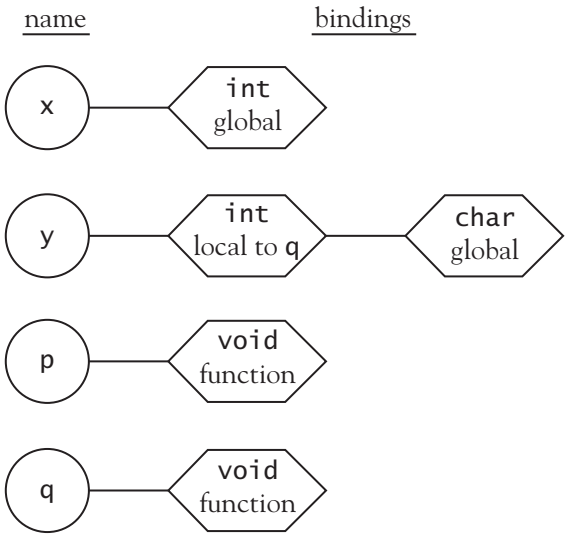 name bindings
x int
global
y int char
local to q global
p void
function
q void
function